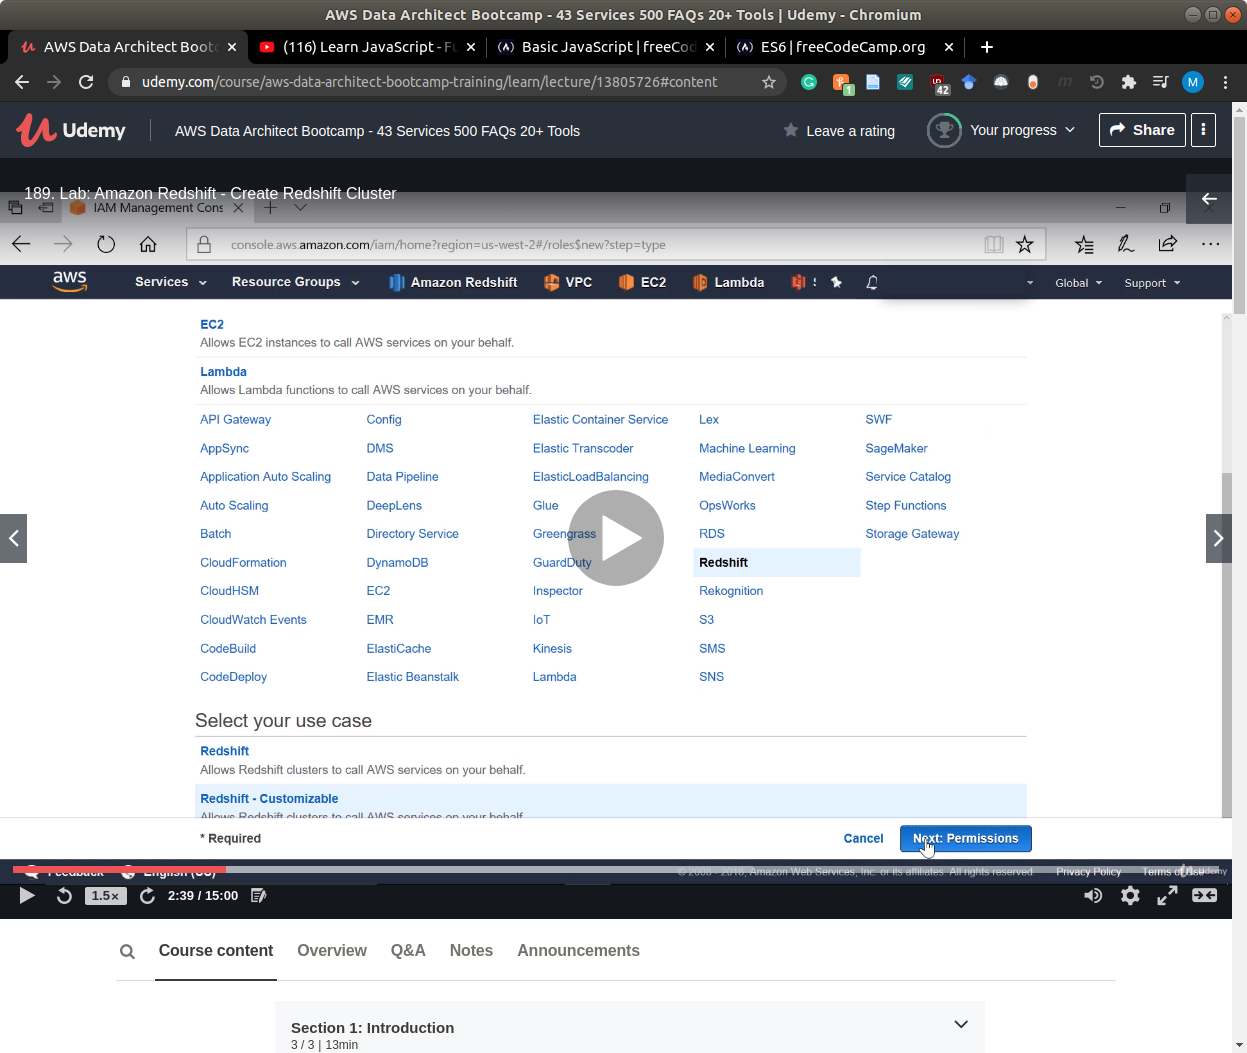 AWS Data Architect Bootcamp - 43 Services 500 FAQs 20+ Tools | Udemy - Chromium
AWS Data Architect Bootc
(116) Learn JavaScript - Fu
Basic JavaScript | freeCod
ES6 | freeCodeCamp.org
udemy.com/course/aws-data-architect-bootcamp-training/learn/lecture/13805726#content
1
42
M
Udemy
AWS Data Architect Bootcamp - 43 Services 500 FAQs 20+ Tools
Leave a rating
Your progress
Share
189. Lab: Amazon Redshift - Create Redshift Cluster
IAM Management Cons
console.aws.amazon.com/iam/home?region=us-west-2#/roles$new?step=type
aws
Services
Resource Groups
Amazon Redshift
VPC
EC2
Lambda
Global
Support
EC2
Allows EC2 instances to call AWS services on your behalf.
Lambda
Allows Lambda functions to call AWS services on your behalf.
API Gateway Config Elastic Container Service Lex SWF
AppSync DMS Elastic Transcoder Machine Learning SageMaker
Application Auto Scaling Data Pipeline ElasticLoadBalancing MediaConvert Service Catalog
Auto Scaling DeepLens Glue OpsWorks Step Functions
Batch Directory Service Greengrass RDS Storage Gateway
CloudFormation DynamoDB GuardDuty Redshift
CloudHSM EC2 Inspector Rekognition
CloudWatch Events EMR IoT S3
CodeBuild ElastiCache Kinesis SMS
CodeDeploy Elastic Beanstalk Lambda SNS
Select your use case
Redshift
Allows Redshift clusters to call AWS services on your behalf.
Redshift - Customizable
Allows Redshift clusters to call AWS services on your behalf.
* Required
Cancel
Next: Permissions
Feedback English (US)
© 2008 - 2018, Amazon Web Services, Inc. or its affiliates. All rights reserved.
Privacy Policy
Terms of Use
Udemy
1.5×
2:39 / 15:00
Course content
Overview
Q&A
Notes
Announcements
Section 1: Introduction
3 / 3 | 13min